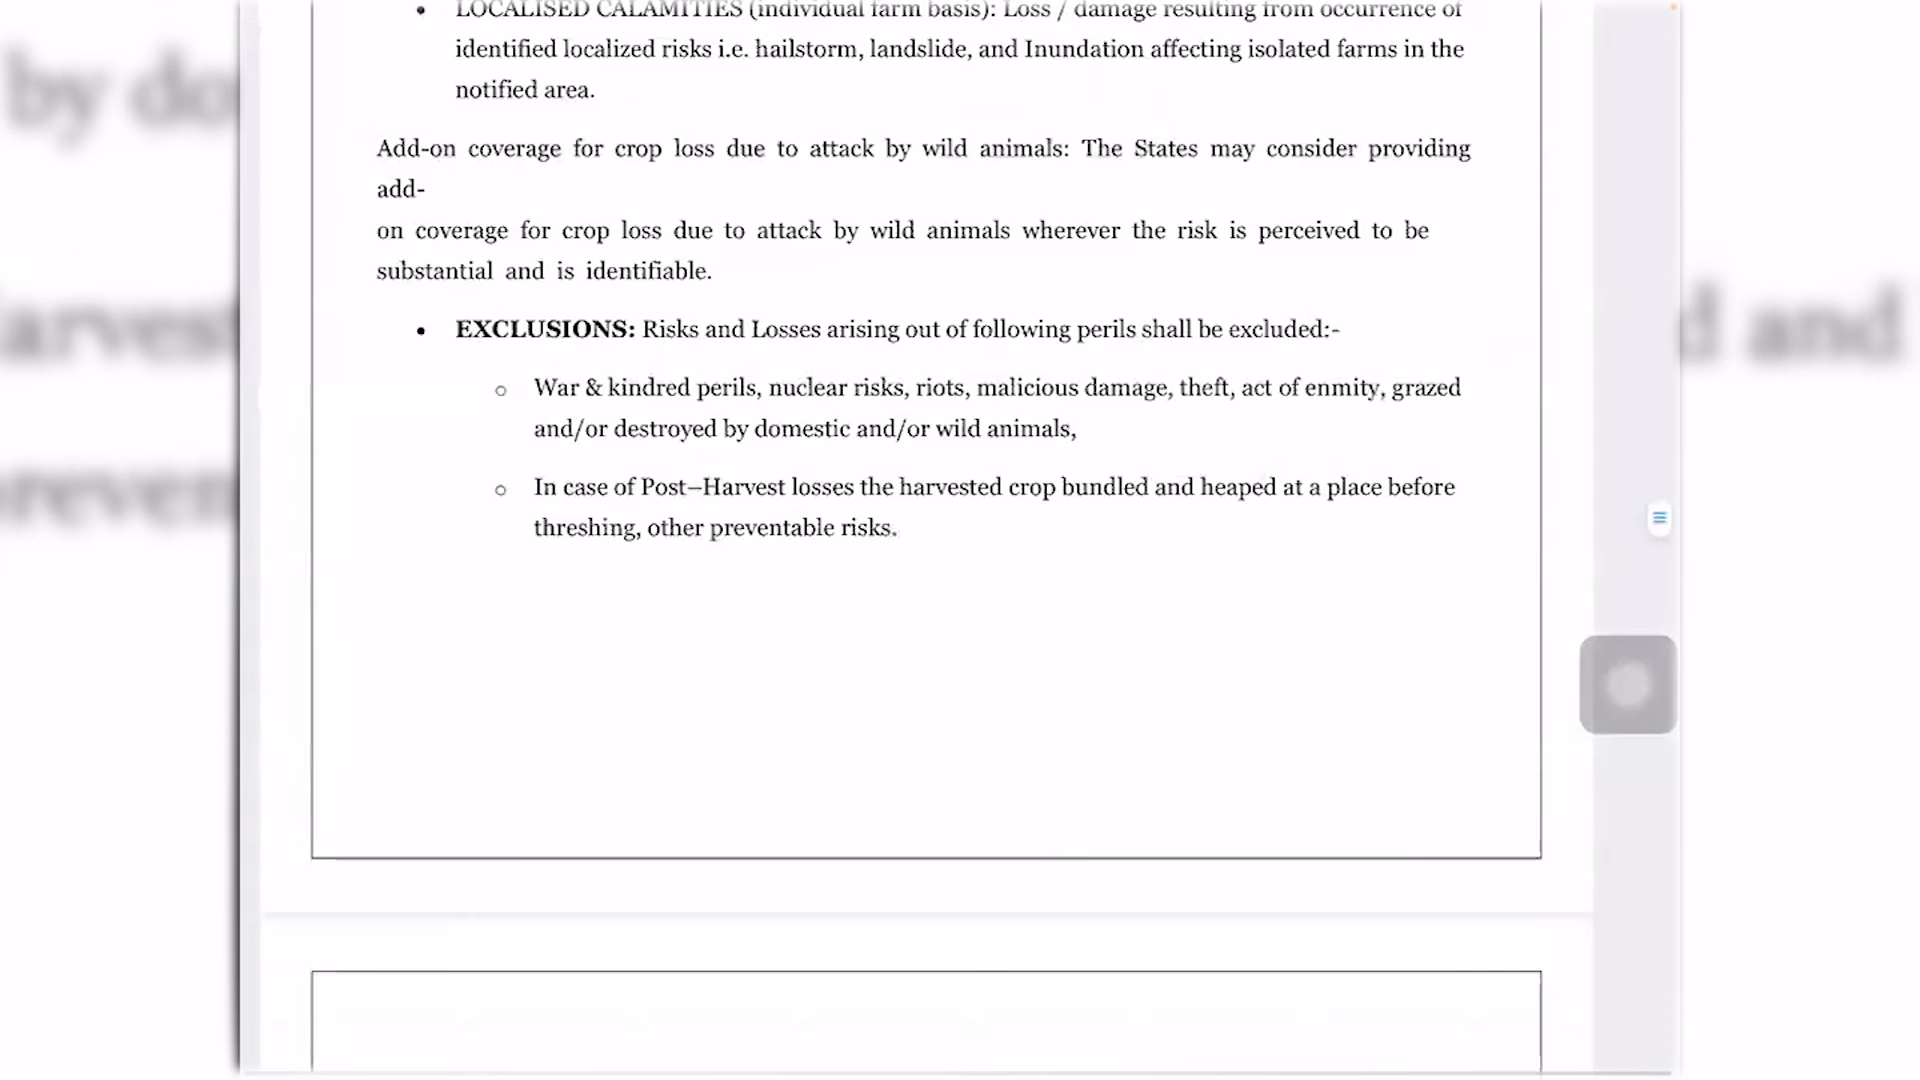 • LOCALISED CALAMITIES (individual farm basis): Loss / damage resulting from occurrence of
identified localized risks i.e. hailstorm, landslide, and Inundation affecting isolated farms in the
notified area.
Add-on coverage for crop loss due to attack by wild animals: The States may consider providing
add-
on coverage for crop loss due to attack by wild animals wherever the risk is perceived to be
substantial and is identifiable.
• EXCLUSIONS: Risks and Losses arising out of following perils shall be excluded:-
o War & kindred perils, nuclear risks, riots, malicious damage, theft, act of enmity, grazed
and/or destroyed by domestic and/or wild animals,
o In case of Post–Harvest losses the harvested crop bundled and heaped at a place before
threshing, other preventable risks.